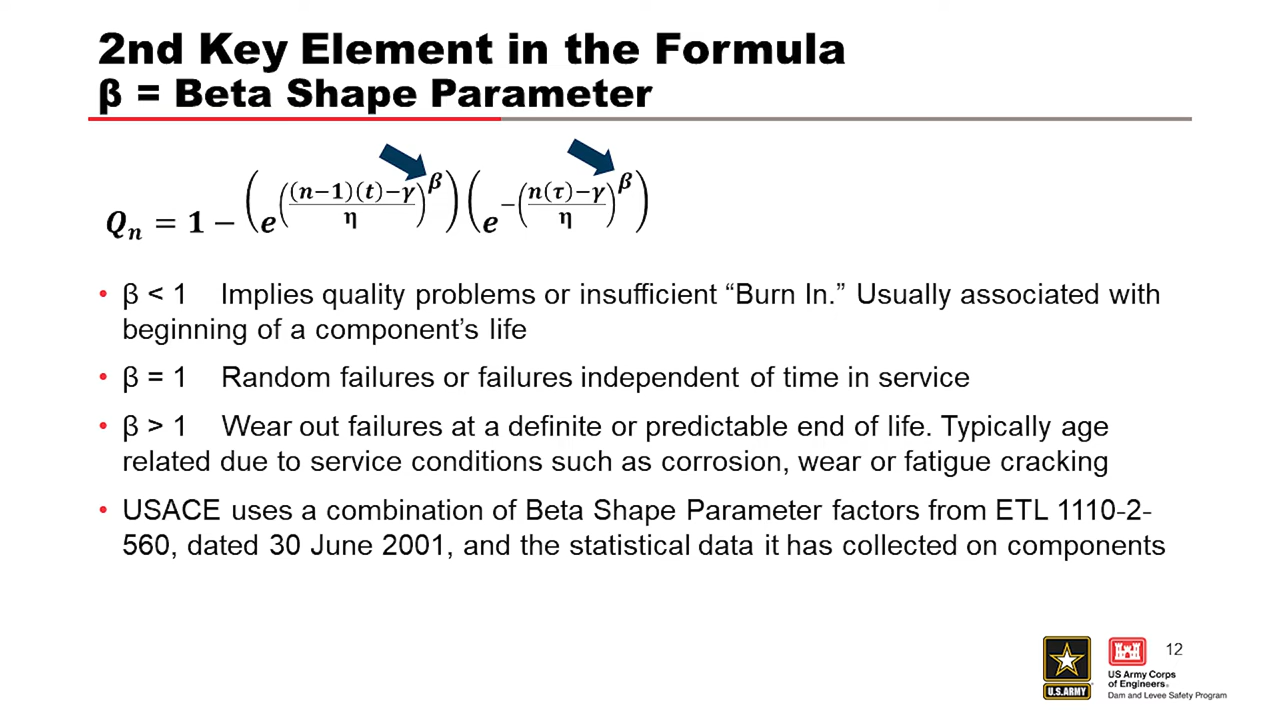 2nd Key Element in the Formula
β = Beta Shape Parameter
Qₙ = 1 − (e^(((n−1)(t)−γ)/η)^β)(e^−((n(τ)−γ)/η)^β)
• β < 1 Implies quality problems or insufficient “Burn In.” Usually associated with
beginning of a component’s life
• β = 1 Random failures or failures independent of time in service
• β > 1 Wear out failures at a definite or predictable end of life. Typically age
related due to service conditions such as corrosion, wear or fatigue cracking
• USACE uses a combination of Beta Shape Parameter factors from ETL 1110-2-
560, dated 30 June 2001, and the statistical data it has collected on components
12
U.S.ARMY
US Army Corps
of Engineers®
Dam and Levee Safety Program